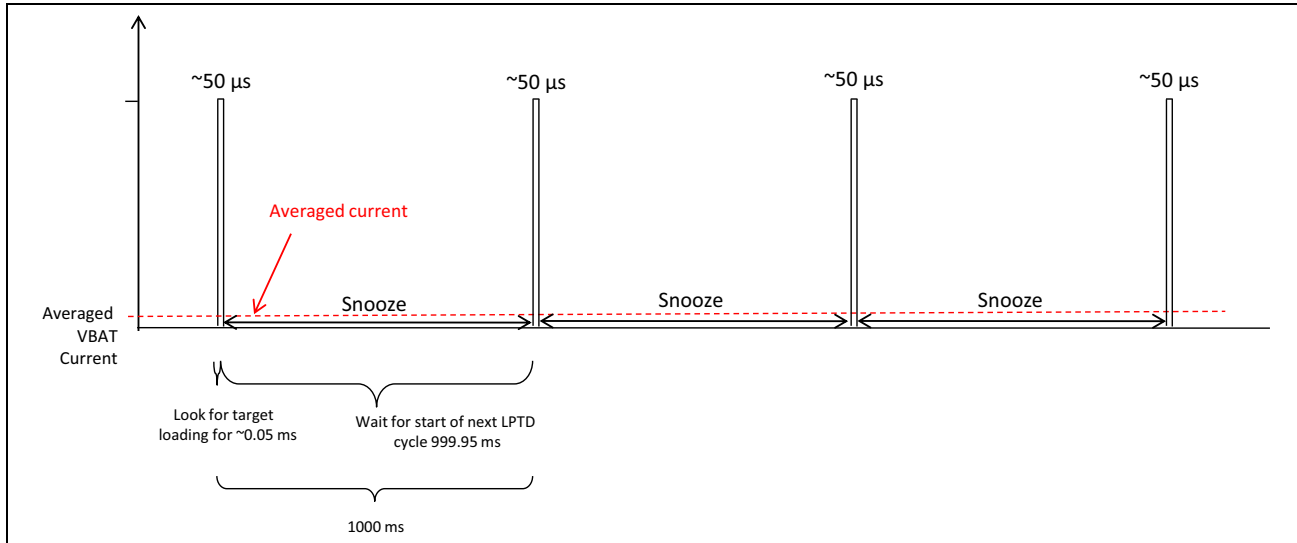 ~50 µs
~50 µs
~50 µs
~50 µs
Averaged current
Snooze
Snooze
Snooze
Averaged
VBAT
Current
Look for target
loading for ~0.05 ms
Wait for start of next LPTD
cycle 999.95 ms
1000 ms